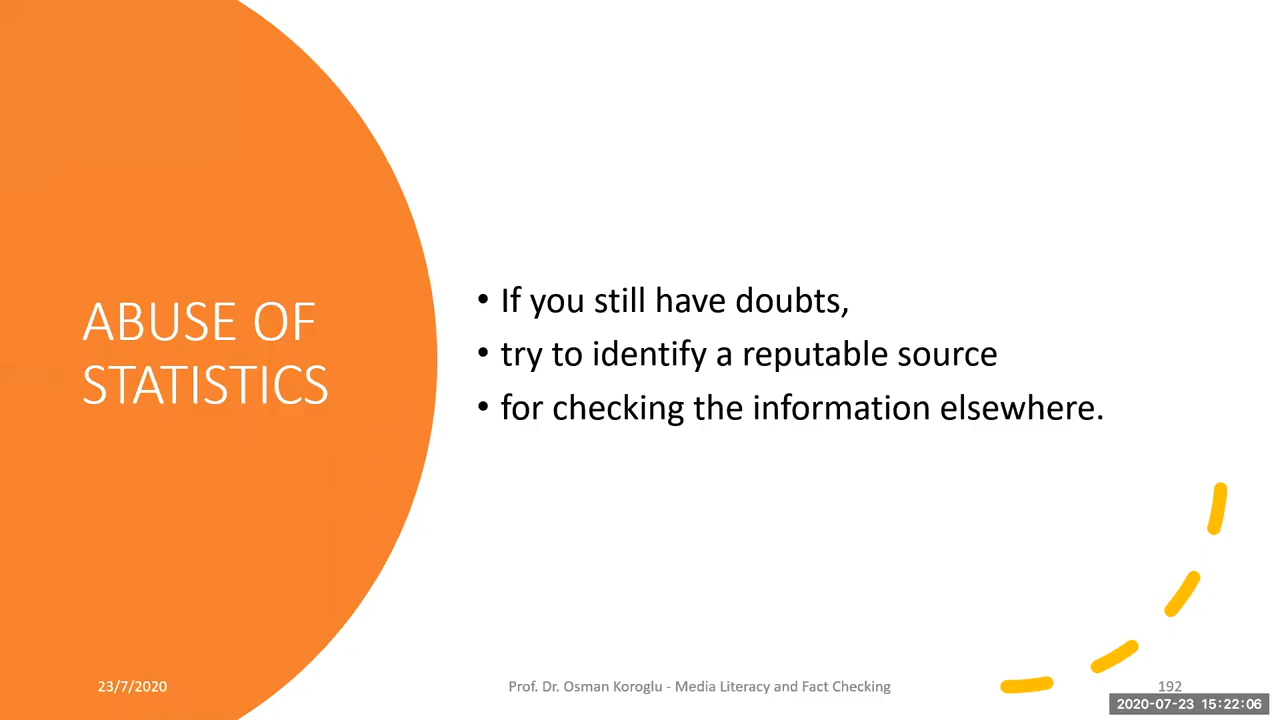 ABUSE OF
STATISTICS
• If you still have doubts,
• try to identify a reputable source
• for checking the information elsewhere.
23/7/2020
Prof. Dr. Osman Koroglu - Media Literacy and Fact Checking
192
2020-07-23 15:22:06